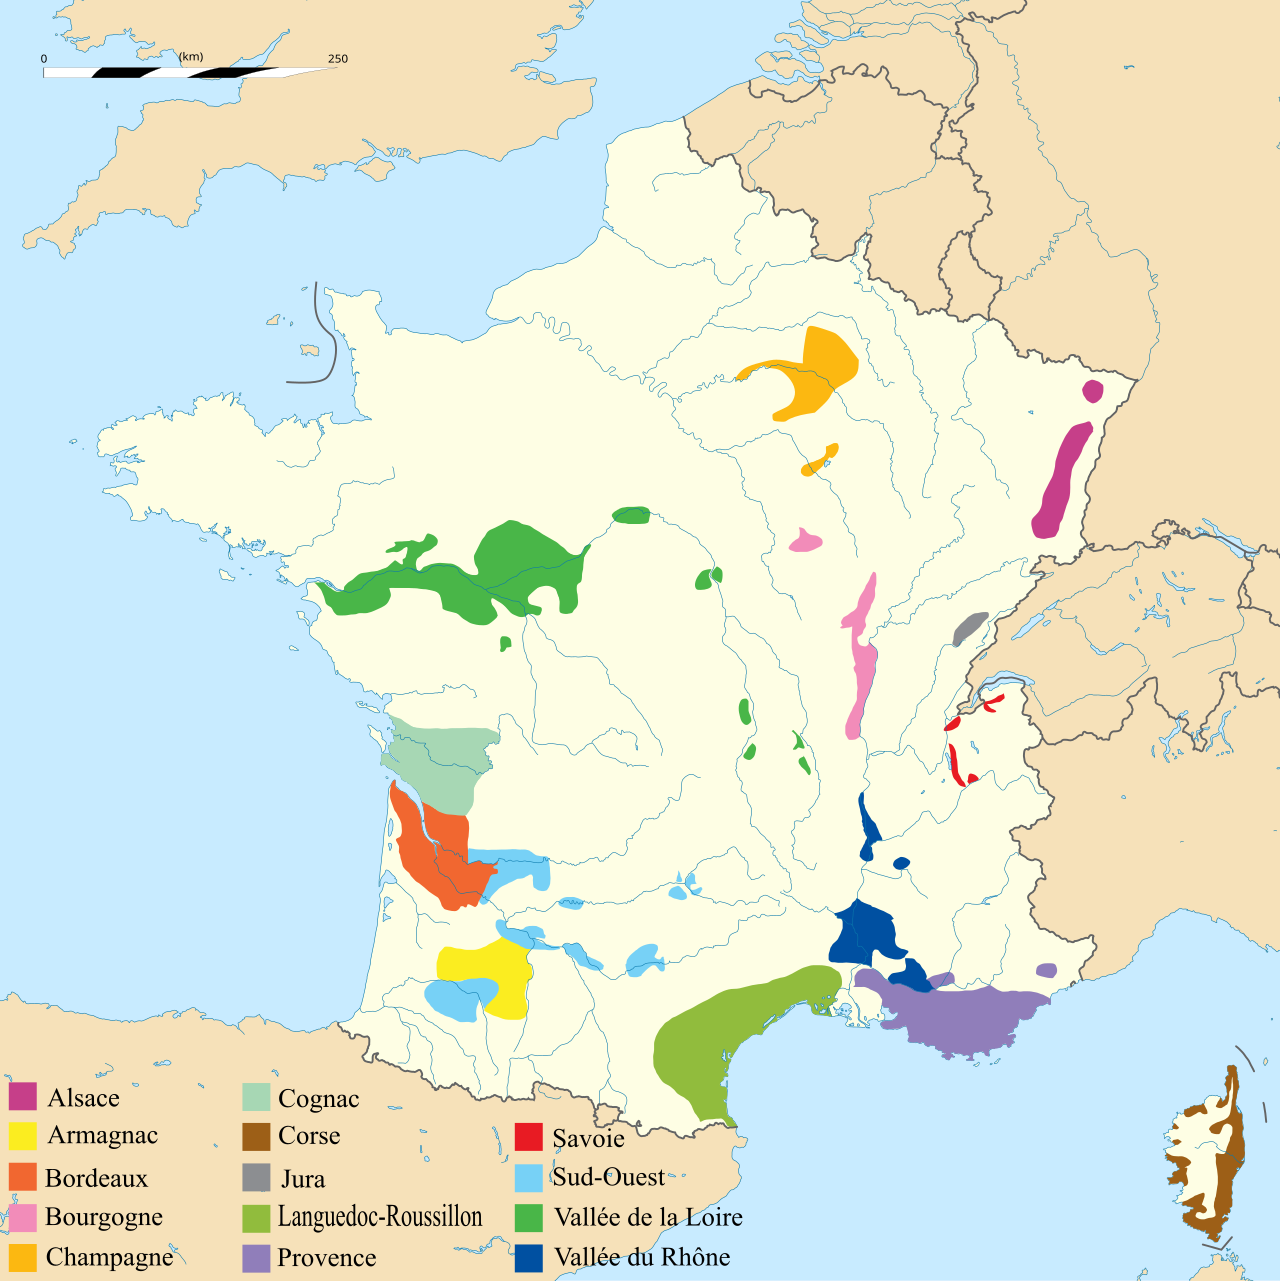 0 (km) 250
Alsace
Armagnac
Bordeaux
Bourgogne
Champagne
Cognac
Corse
Jura
Languedoc-Roussillon
Provence
Savoie
Sud-Ouest
Vallée de la Loire
Vallée du Rhône